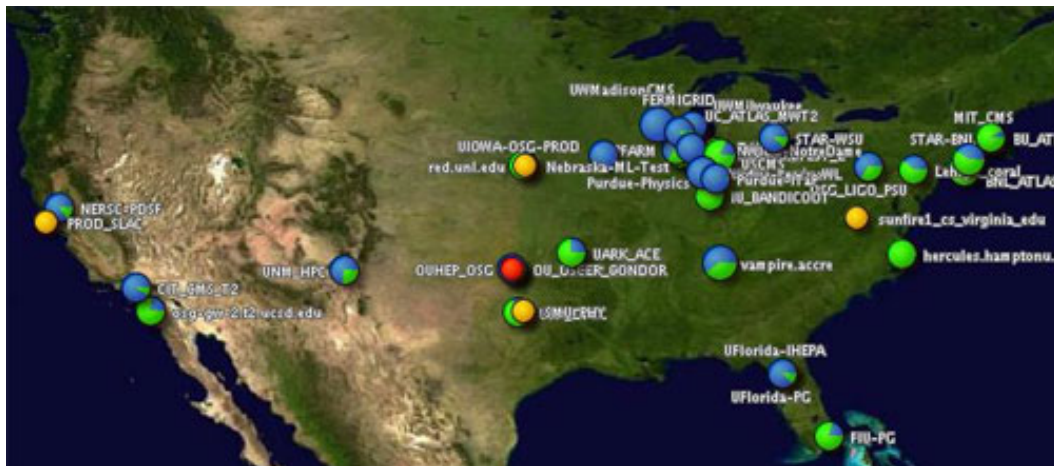 UWMadisonCMS
FERMIGRID
UWMilwaukee
UC_ATLAS_MWT2
MIT_CMS
UIOWA-OSG-PROD
STAR-WSU
STAR-BNL
BU_AT
red.unl.edu
Nebraska-ML-Test
FARM
NotreDame
USCMS
Purdue-Physics
OSG_LIGO_PSU
BNL_ATLAS
IU_BANDICOOT
NERSC-PDSF
PROD_SLAC
sunfire1_cs_virginia_edu
UARK_ACE
hercules.hamptonu.
UNM_HPC
OUHEP_OSG
vampire.accre
CIT_CMS_T2
osg-gw-2.t2.ucsd.edu
UFlorida-IHEPA
UFlorida-PG
FIU-PG